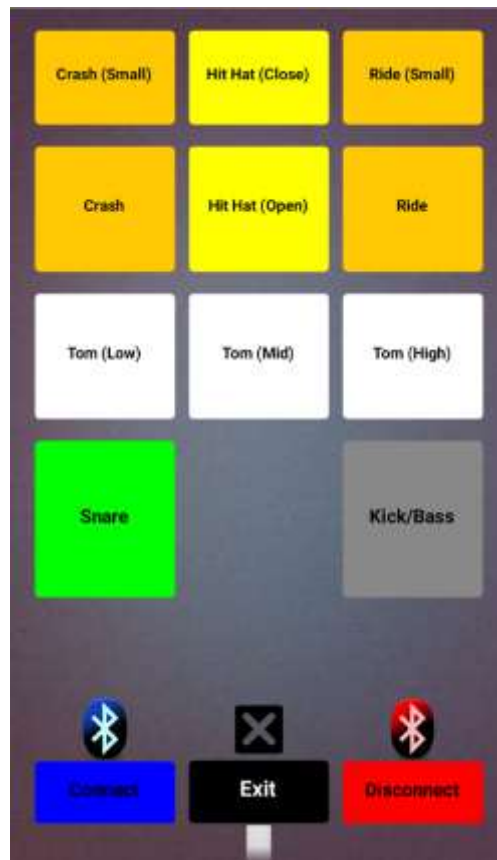 Crash (Small) Hit Hat (Close) Ride (Small)
Crash Hit Hat (Open) Ride
Tom (Low) Tom (Mid) Tom (High)
Snare Kick/Bass
Connect Exit Disconnect